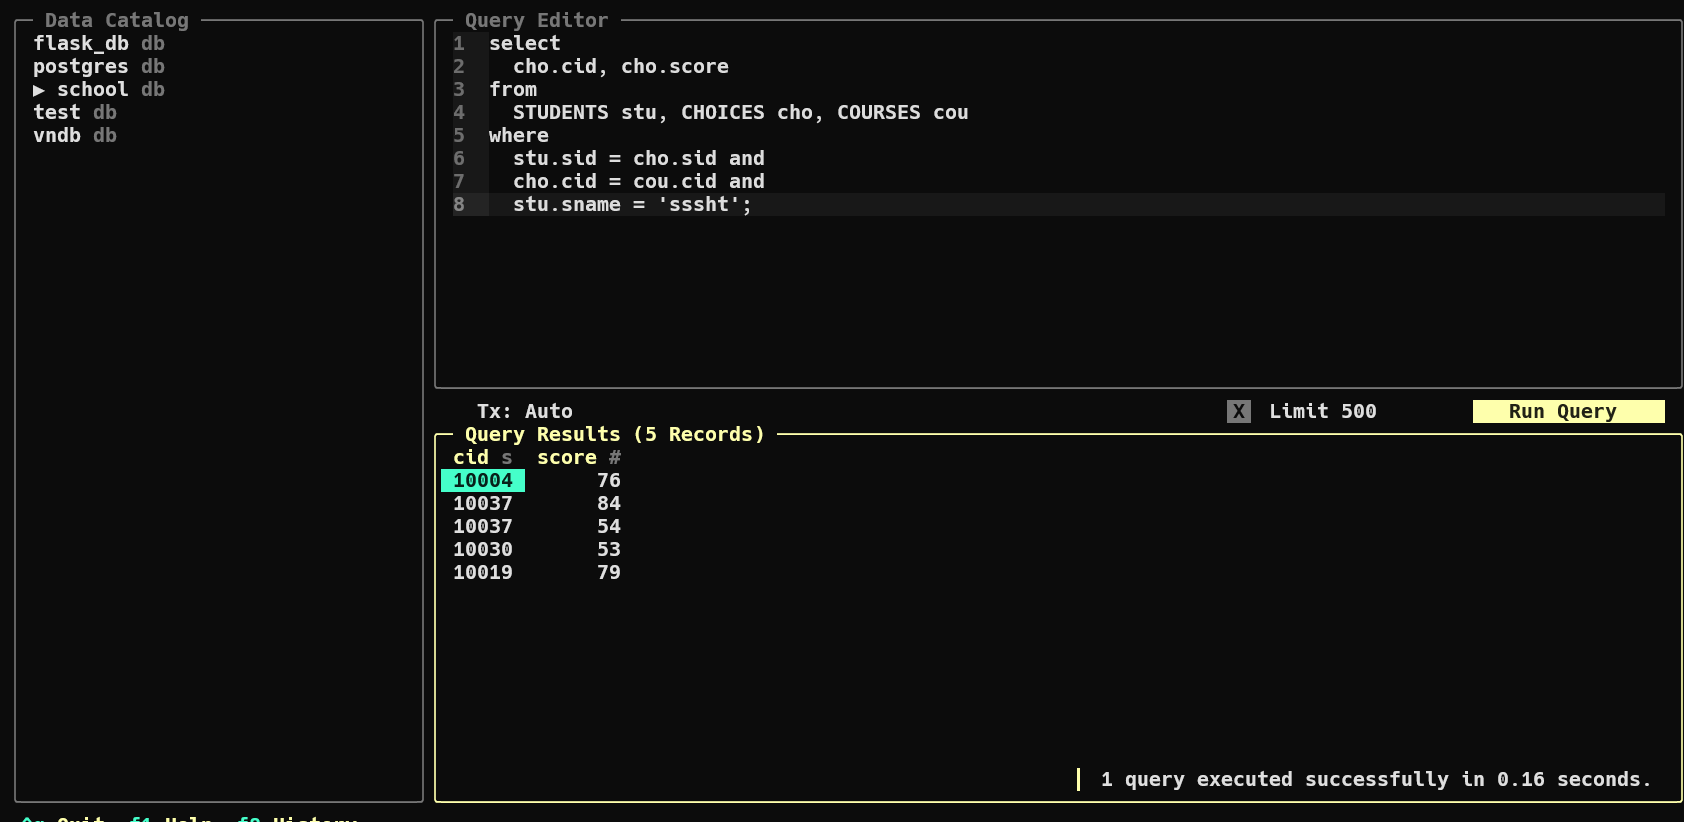 Data Catalog
flask_db db
postgres db
▶ school db
test db
vndb db
Query Editor
1 select
2   cho.cid, cho.score
3 from
4   STUDENTS stu, CHOICES cho, COURSES cou
5 where
6   stu.sid = cho.sid and
7   cho.cid = cou.cid and
8   stu.sname = 'sssht';
Tx: Auto X Limit 500 Run Query
Query Results (5 Records)
cid s score #
10004 76
10037 84
10037 54
10030 53
10019 79
1 query executed successfully in 0.16 seconds.
Quit f1 Help History